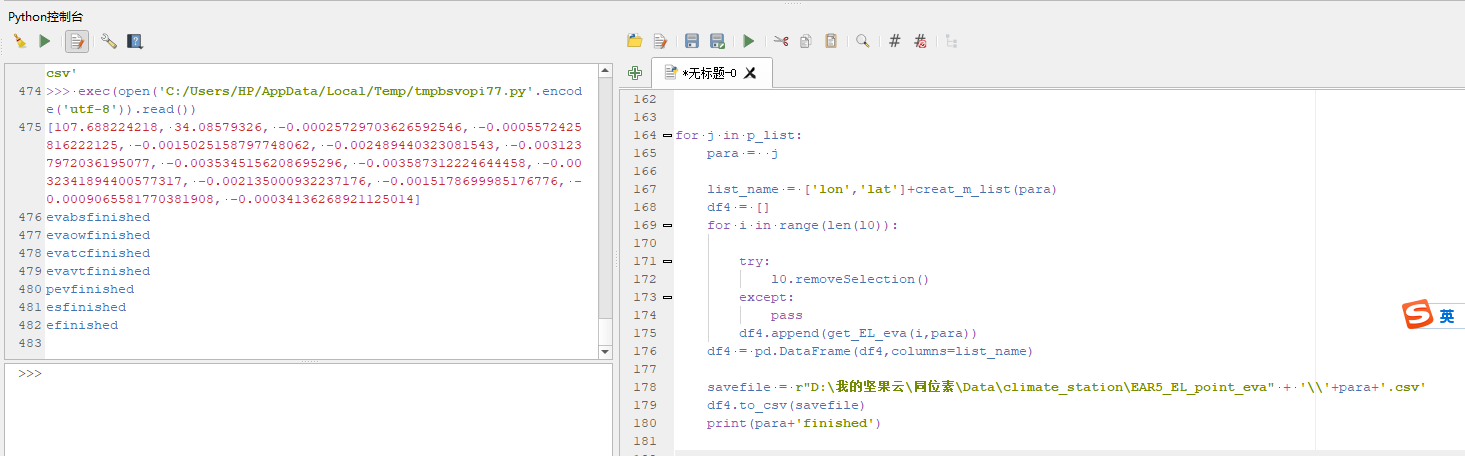 Python控制台
csv'
474 >>> exec(open('C:/Users/HP/AppData/Local/Temp/tmpbsvopi77.py'.encod
e('utf-8')).read())
475 [107.688224218, 34.08579326, -0.00025729703626592546, -0.0005572425
816222125, -0.0015025158797748062, -0.002489440323081543, -0.003123
7972036195077, -0.0035345156208695296, -0.003587312224644458, -0.00
32341894400577317, -0.002135000932237176, -0.0015178699985176776, -
0.0009065581770381908, -0.00034136268921125014]
476 evabsfinished
477 evaowfinished
478 evatcfinished
479 evavtfinished
480 pevfinished
481 esfinished
482 efinished
483
>>>
*无标题-0
162
163
164 for j in p_list:
165 para = j
166
167 list_name = ['lon','lat']+creat_m_list(para)
168 df4 = []
169 for i in range(len(l0)):
170
171 try:
172 l0.removeSelection()
173 except:
174 pass
175 df4.append(get_EL_eva(i,para))
176 df4 = pd.DataFrame(df4,columns=list_name)
177
178 savefile = r"D:\我的坚果云\同位素\Data\climate_station\EAR5_EL_point_eva" + '\\'+para+'.csv'
179 df4.to_csv(savefile)
180 print(para+'finished')
181
S 英